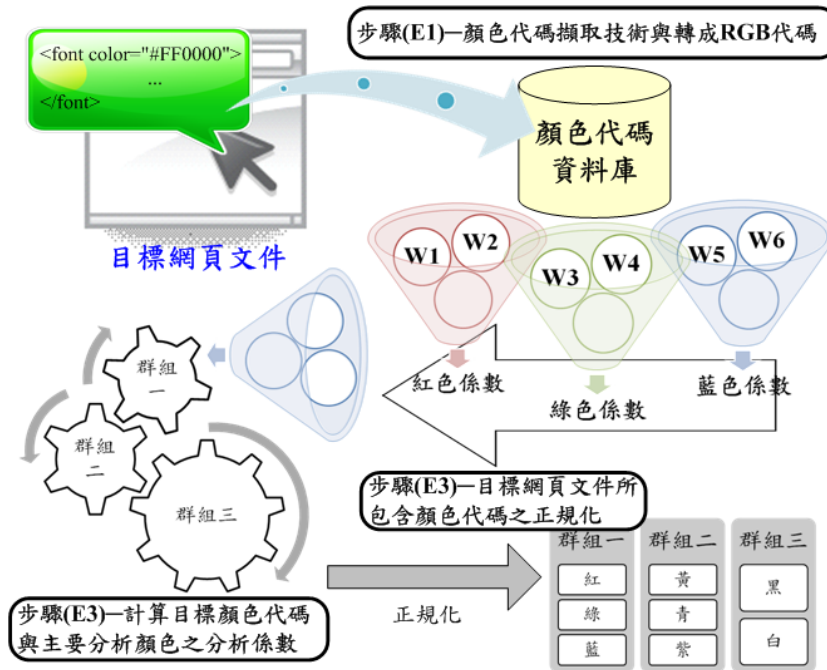 步驟(E1)—顏色代碼擷取技術與轉成RGB代碼
<font color="#FF0000">
...
</font>
顏色代碼
資料庫
目標網頁文件
W1
W2
W3
W4
W5
W6
紅色係數
綠色係數
藍色係數
群組
一
群組
二
群組三
步驟(E3)—目標網頁文件所
包含顏色代碼之正規化
步驟(E3)—計算目標顏色代碼
與主要分析顏色之分析係數
正規化
群組一
紅
綠
藍
群組二
黃
青
紫
群組三
黑
白